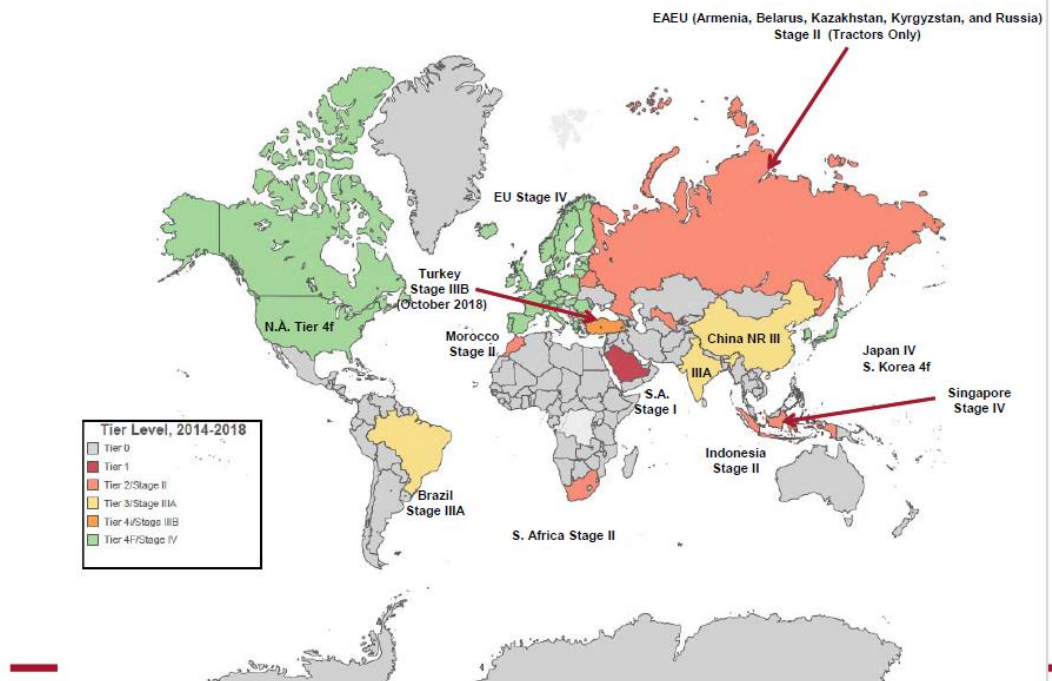 EAEU (Armenia, Belarus, Kazakhstan, Kyrgyzstan, and Russia)
Stage II (Tractors Only)
EU Stage IV
Turkey
Stage IIIB
(October 2018)
N.A. Tier 4f
Morocco
Stage II
China NR III
IIIA
Japan IV
S. Korea 4f
S.A.
Stage I
Singapore
Stage IV
Indonesia
Stage II
Brazil
Stage IIIA
S. Africa Stage II
Tier Level, 2014-2018
Tier 0
Tier 1
Tier 2/Stage II
Tier 3/Stage IIIA
Tier 4i/Stage IIIB
Tier 4F/Stage IV
4